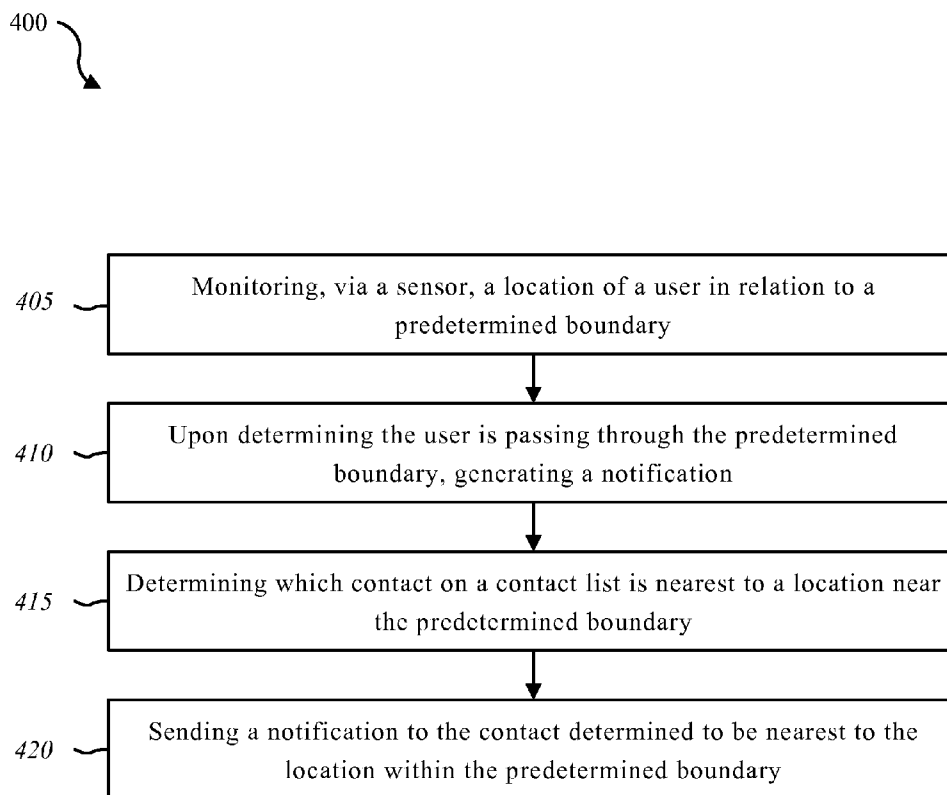 400
405
Monitoring, via a sensor, a location of a user in relation to a
predetermined boundary
410
Upon determining the user is passing through the predetermined
boundary, generating a notification
415
Determining which contact on a contact list is nearest to a location near
the predetermined boundary
420
Sending a notification to the contact determined to be nearest to the
location within the predetermined boundary